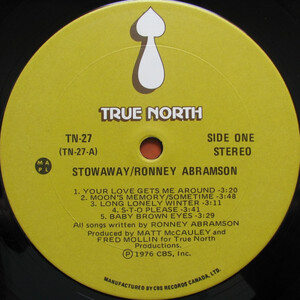 TRUE NORTH
TN-27 SIDE ONE
(TN-27-A) STEREO
STOWAWAY/RONNEY ABRAMSON
1. YOUR LOVE GETS ME AROUND -3:20
2. MOON'S MEMORY/SOMETIME -3:48
3. LONG LONELY WINTER -3:11
4. S-T-O PLEASE -3:41
5. BABY BROWN EYES -3:29
All songs written by RONNEY ABRAMSON
Produced by MATT McCAULEY and
FRED MOLLIN for True North
Productions.
℗ 1976 CBS, Inc.
MANUFACTURED BY CBS RECORDS CANADA, LTD.